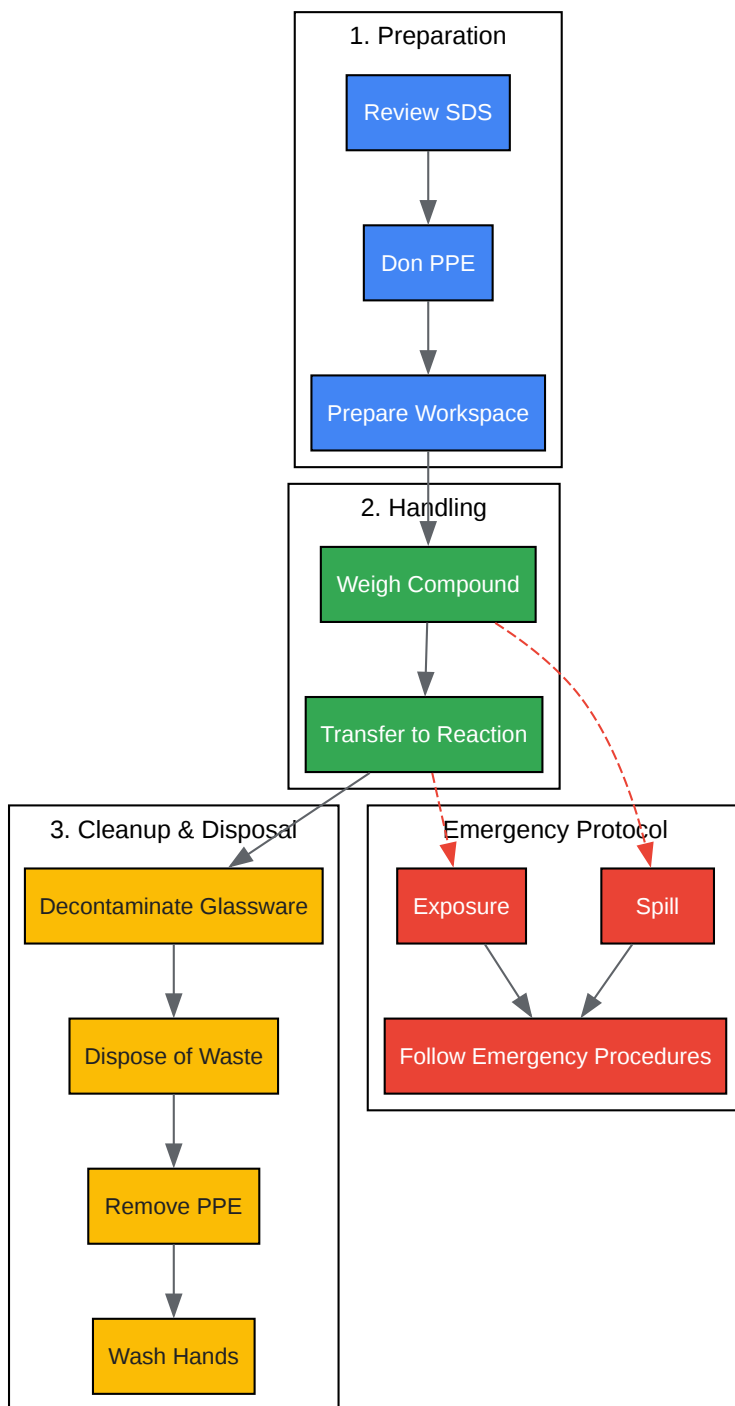 1. Preparation
Review SDS
Don PPE
Prepare Workspace
2. Handling
Weigh Compound
Transfer to Reaction
3. Cleanup & Disposal
Decontaminate Glassware
Dispose of Waste
Remove PPE
Wash Hands
Emergency Protocol
Exposure
Spill
Follow Emergency Procedures